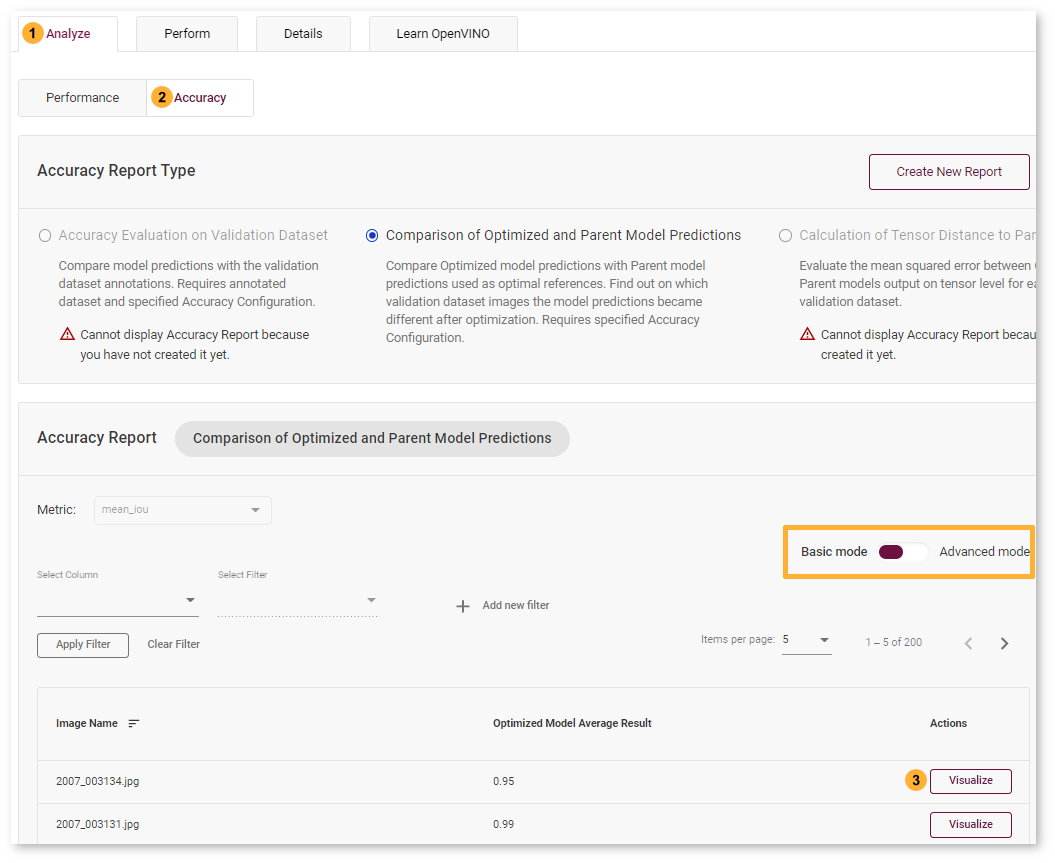 1 Analyze
Perform
Details
Learn OpenVINO
Performance
2 Accuracy
Accuracy Report Type
Create New Report
Accuracy Evaluation on Validation Dataset
Compare model predictions with the validation
dataset annotations. Requires annotated
dataset and specified Accuracy Configuration.
Cannot display Accuracy Report because
you have not created it yet.
Comparison of Optimized and Parent Model Predictions
Compare Optimized model predictions with Parent model
predictions used as optimal references. Find out on which
validation dataset images the model predictions became
different after optimization. Requires specified Accuracy
Configuration.
Calculation of Tensor Distance to Par
Evaluate the mean squared error between
Parent models output on tensor level for ea
validation dataset.
Cannot display Accuracy Report becau
created it yet.
Accuracy Report
Comparison of Optimized and Parent Model Predictions
Metric:
mean_iou
Basic mode
Advanced mode
Select Column
Select Filter
Add new filter
Apply Filter
Clear Filter
Items per page: 5
1 – 5 of 200
Image Name
Optimized Model Average Result
Actions
2007_003134.jpg
0.95
3 Visualize
2007_003131.jpg
0.99
Visualize